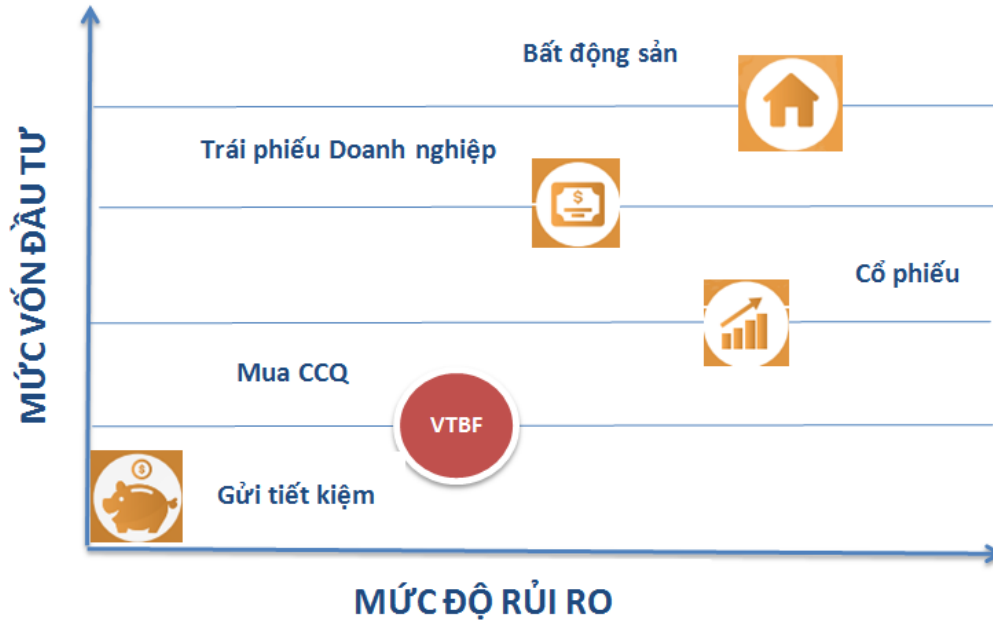 Bất động sản
Trái phiếu Doanh nghiệp
$
Cổ phiếu
Mua CCQ
VTBF
$
Gửi tiết kiệm
MỨC VỐN ĐẦU TƯ
MỨC ĐỘ RỦI RO